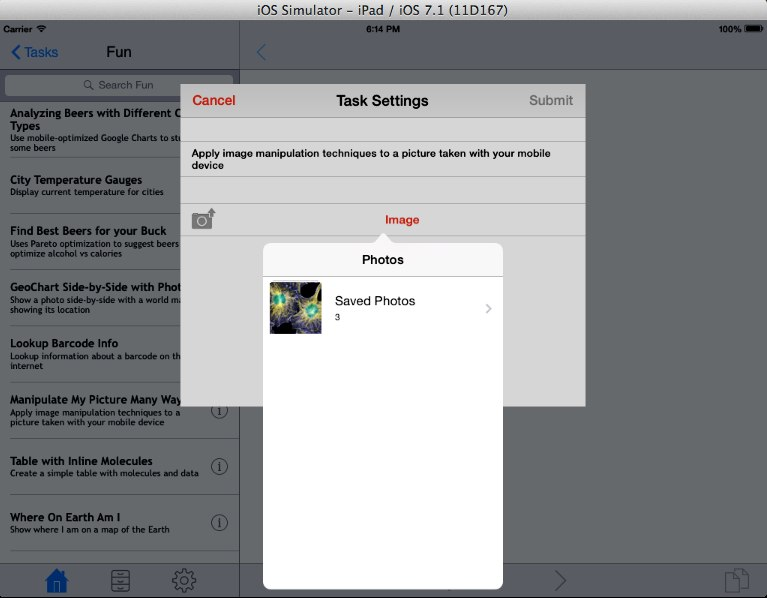 iOS Simulator – iPad / iOS 7.1 (11D167)
Carrier
6:14 PM
100%
Tasks
Fun
Search Fun
Analyzing Beers with Different C
Types
Use mobile-optimized Google Charts to stu
some beers
City Temperature Gauges
Display current temperature for cities
Find Best Beers for your Buck
Uses Pareto optimization to suggest beers
optimize alcohol vs calories
GeoChart Side-by-Side with Phot
Show a photo side-by-side with a world ma
showing its location
Lookup Barcode Info
Lookup information about a barcode on th
internet
Manipulate My Picture Many Way
Apply image manipulation techniques to a
picture taken with your mobile device
Table with Inline Molecules
Create a simple table with molecules and data
Where On Earth Am I
Show where I am on a map of the Earth
Cancel
Task Settings
Submit
Apply image manipulation techniques to a picture taken with your mobile
device
Image
Photos
Saved Photos
3